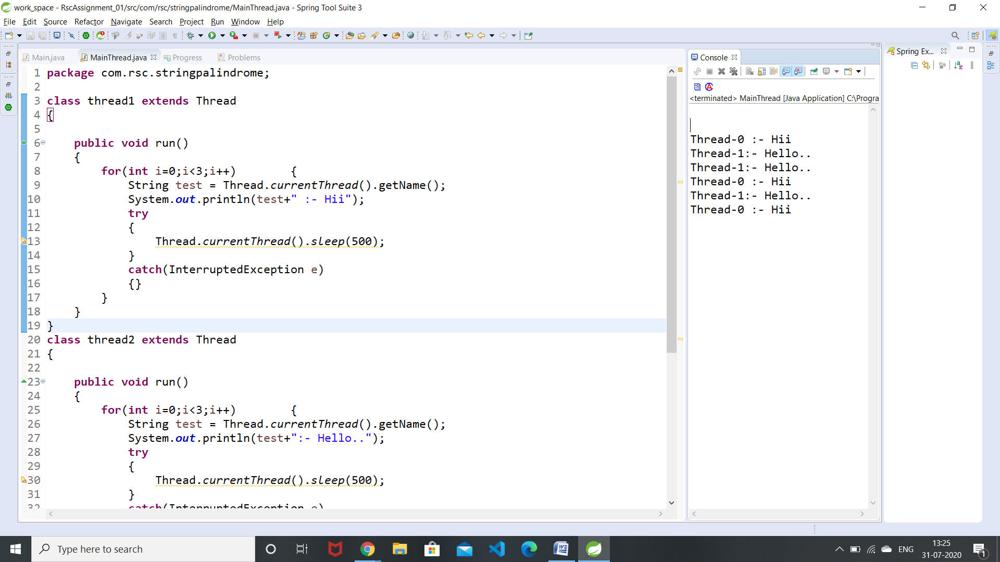 work_space - RscAssignment_01/src/com/rsc/stringpalindrome/MainThread.java - Spring Tool Suite 3
File Edit Source Refactor Navigate Search Project Run Window Help
Main.java MainThread.java Progress Problems
1 package com.rsc.stringpalindrome;
2
3 class thread1 extends Thread
4 {
5
6     public void run()
7     {
8         for(int i=0;i<3;i++)        {
9             String test = Thread.currentThread().getName();
10             System.out.println(test+" :- Hii");
11             try
12             {
13                 Thread.currentThread().sleep(500);
14             }
15             catch(InterruptedException e)
16             {}
17         }
18     }
19 }
20 class thread2 extends Thread
21 {
22
23     public void run()
24     {
25         for(int i=0;i<3;i++)        {
26             String test = Thread.currentThread().getName();
27             System.out.println(test+":- Hello..");
28             try
29             {
30                 Thread.currentThread().sleep(500);
31             }
32             catch(InterruptedException e)
Console
<terminated> MainThread [Java Application] C:\Progra
Thread-0 :- Hii
Thread-1:- Hello..
Thread-1:- Hello..
Thread-0 :- Hii
Thread-1:- Hello..
Thread-0 :- Hii
Spring Ex...
Type here to search
ENG
13:25
31-07-2020
1